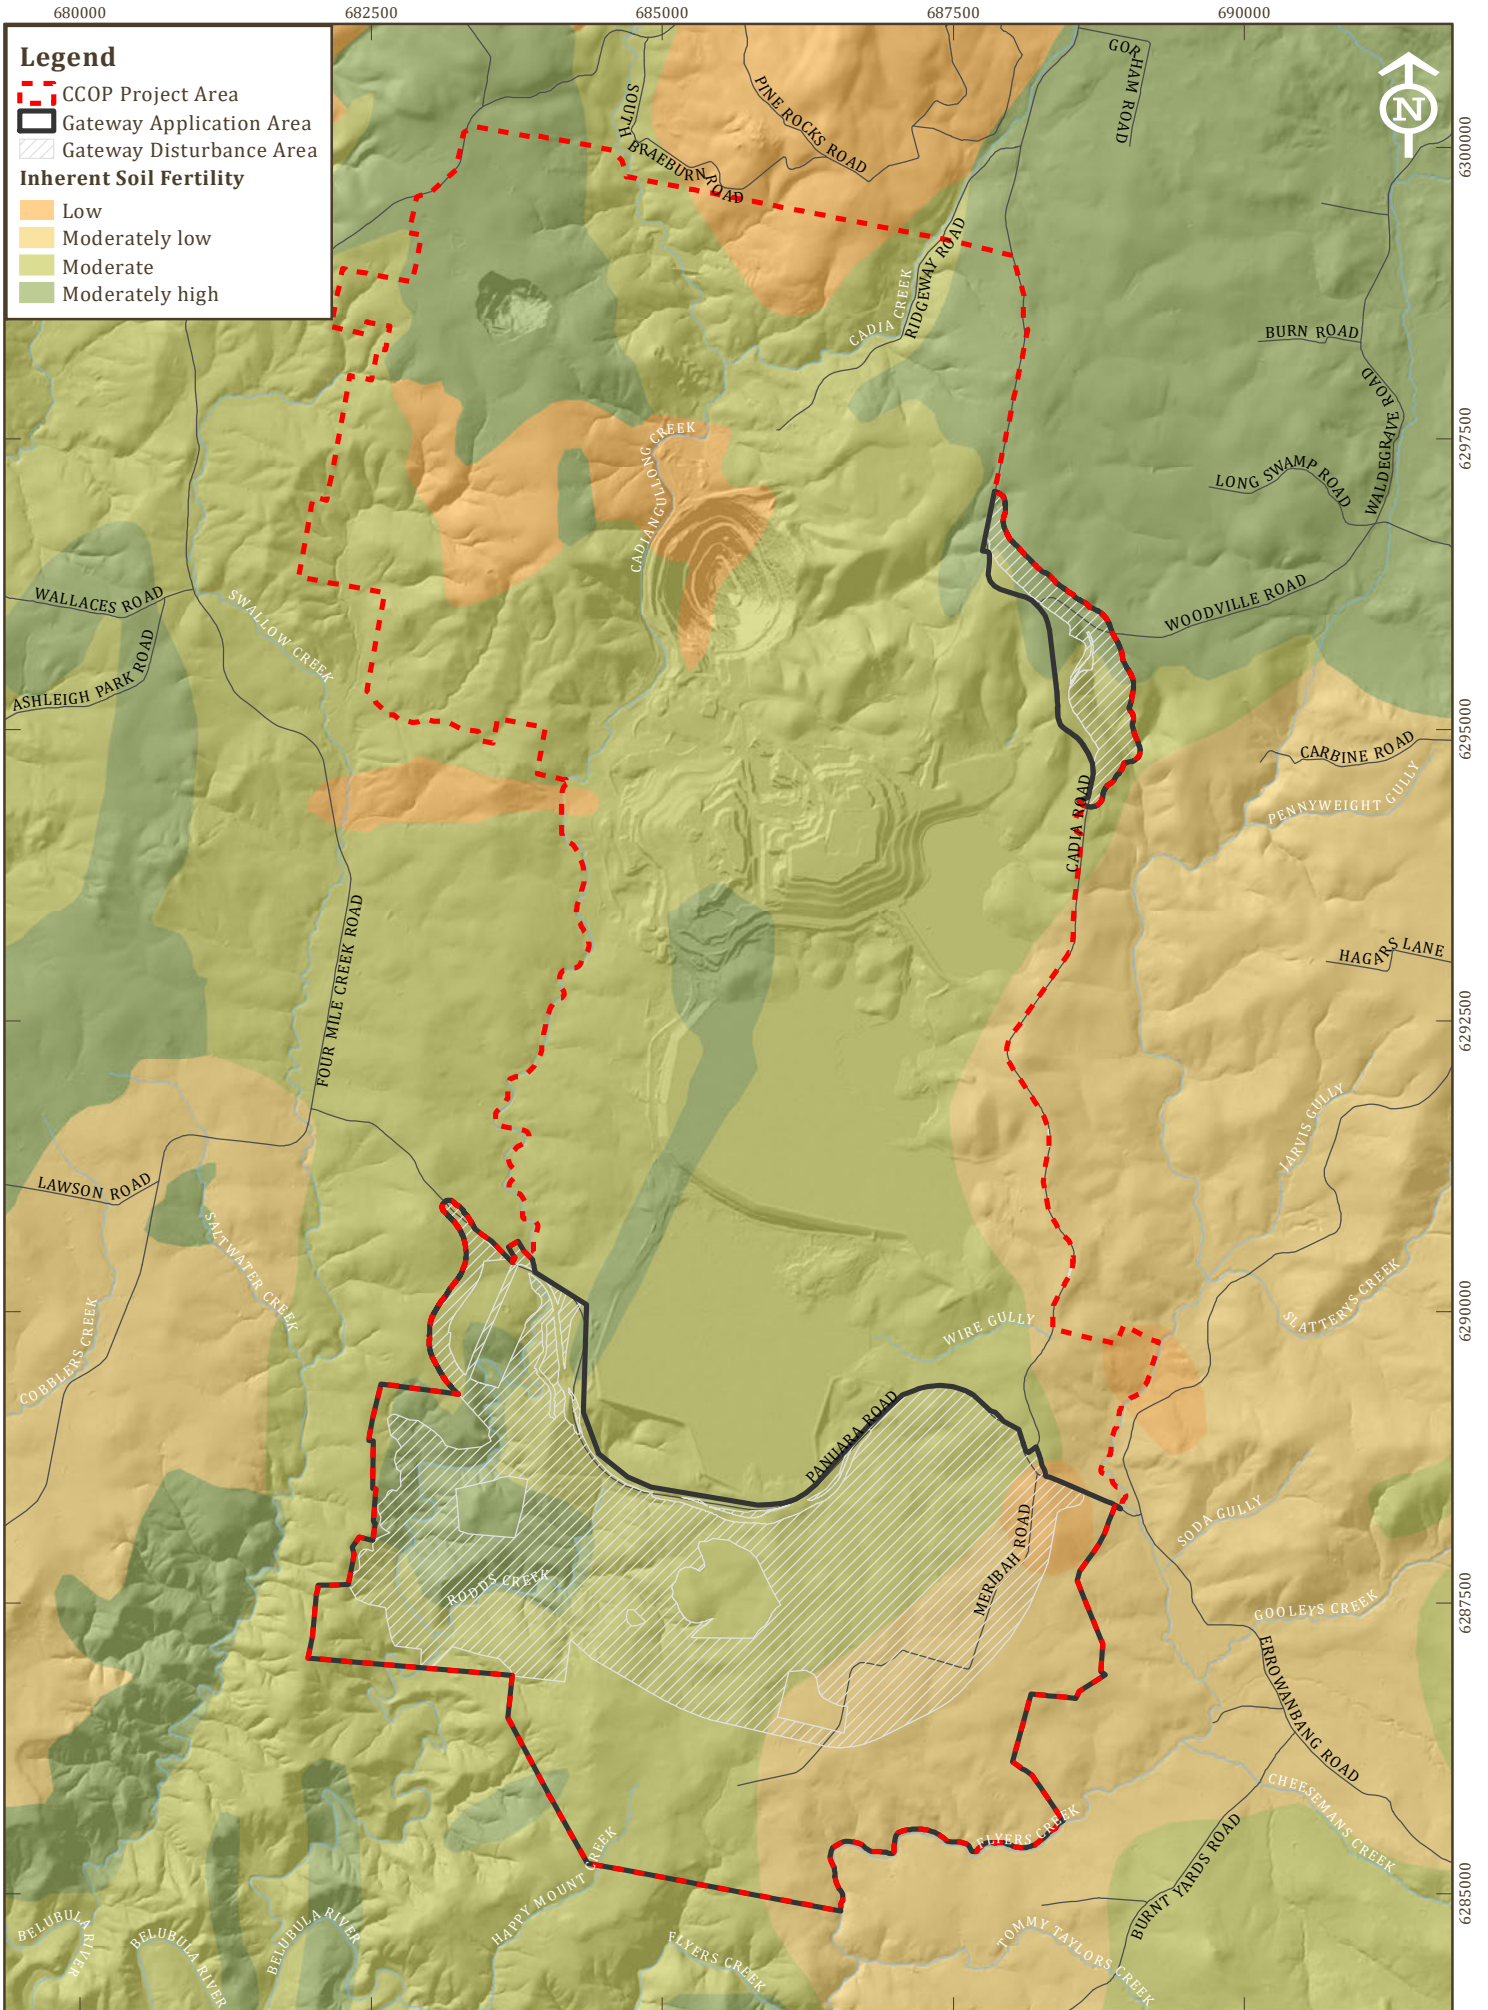 680000
682500
685000
687500
690000
Legend
CCOP Project Area
Gateway Application Area
Gateway Disturbance Area
Inherent Soil Fertility
Low
Moderately low
Moderate
Moderately high
N
6300000
6297500
6295000
6292500
6290000
6287500
6285000
GORHAM ROAD
SOUTH
BRAEBURN ROAD
PINE ROCKS ROAD
RIDGEWAY ROAD
CADIA CREEK
BURN ROAD
WALDEGRAVE ROAD
LONG SWAMP ROAD
CADIANGULLONG CREEK
WALLACES ROAD
SWALLOW CREEK
ASHLEIGH PARK ROAD
WOODVILLE ROAD
CARBINE ROAD
PENNYWEIGHT GULLY
CADIA ROAD
HAGARS LANE
FOUR MILE CREEK ROAD
JARVIS GULLY
LAWSON ROAD
SALTWATER CREEK
COBBLERS CREEK
SLATTERYS CREEK
WIRE GULLY
PANUARA ROAD
SODA GULLY
MERIBAH ROAD
RODDS CREEK
GOOLEYS CREEK
ERROWANBANG ROAD
CHEESEMANS CREEK
FLYERS CREEK
BURNT YARDS ROAD
HAPPY MOUNT CREEK
BELUBULA RIVER
BELUBULA RIVER
BELUBULA RIVER
FLYERS CREEK
TOMMY TAYLORS CREEK